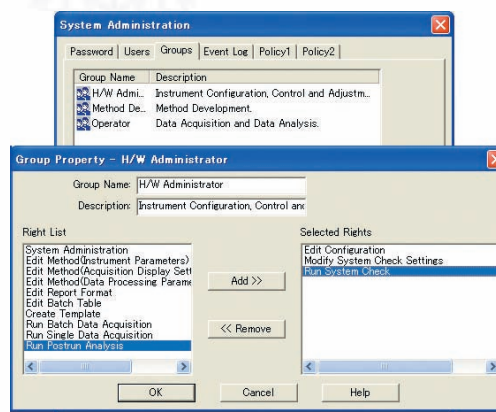 System Administration
Password Users Groups Event Log Policy1 Policy2
Group Name Description
H/W Admi... Instrument Configuration, Control and Adjustm...
Method De... Method Development.
Operator Data Acquisition and Data Analysis.
Group Property - H/W Administrator
Group Name: H/W Administrator
Description: Instrument Configuration, Control and
Right List
System Administration
Edit Method(Instrument Parameters)
Edit Method(Acquisition Display Sett
Edit Method(Data Processing Parame
Edit Report Format
Edit Batch Table
Create Template
Run Batch Data Acquisition
Run Single Data Acquisition
Run Postrun Analysis
Add >>
<< Remove
Selected Rights
Edit Configuration
Modify System Check Settings
Run System Check
OK Cancel Help